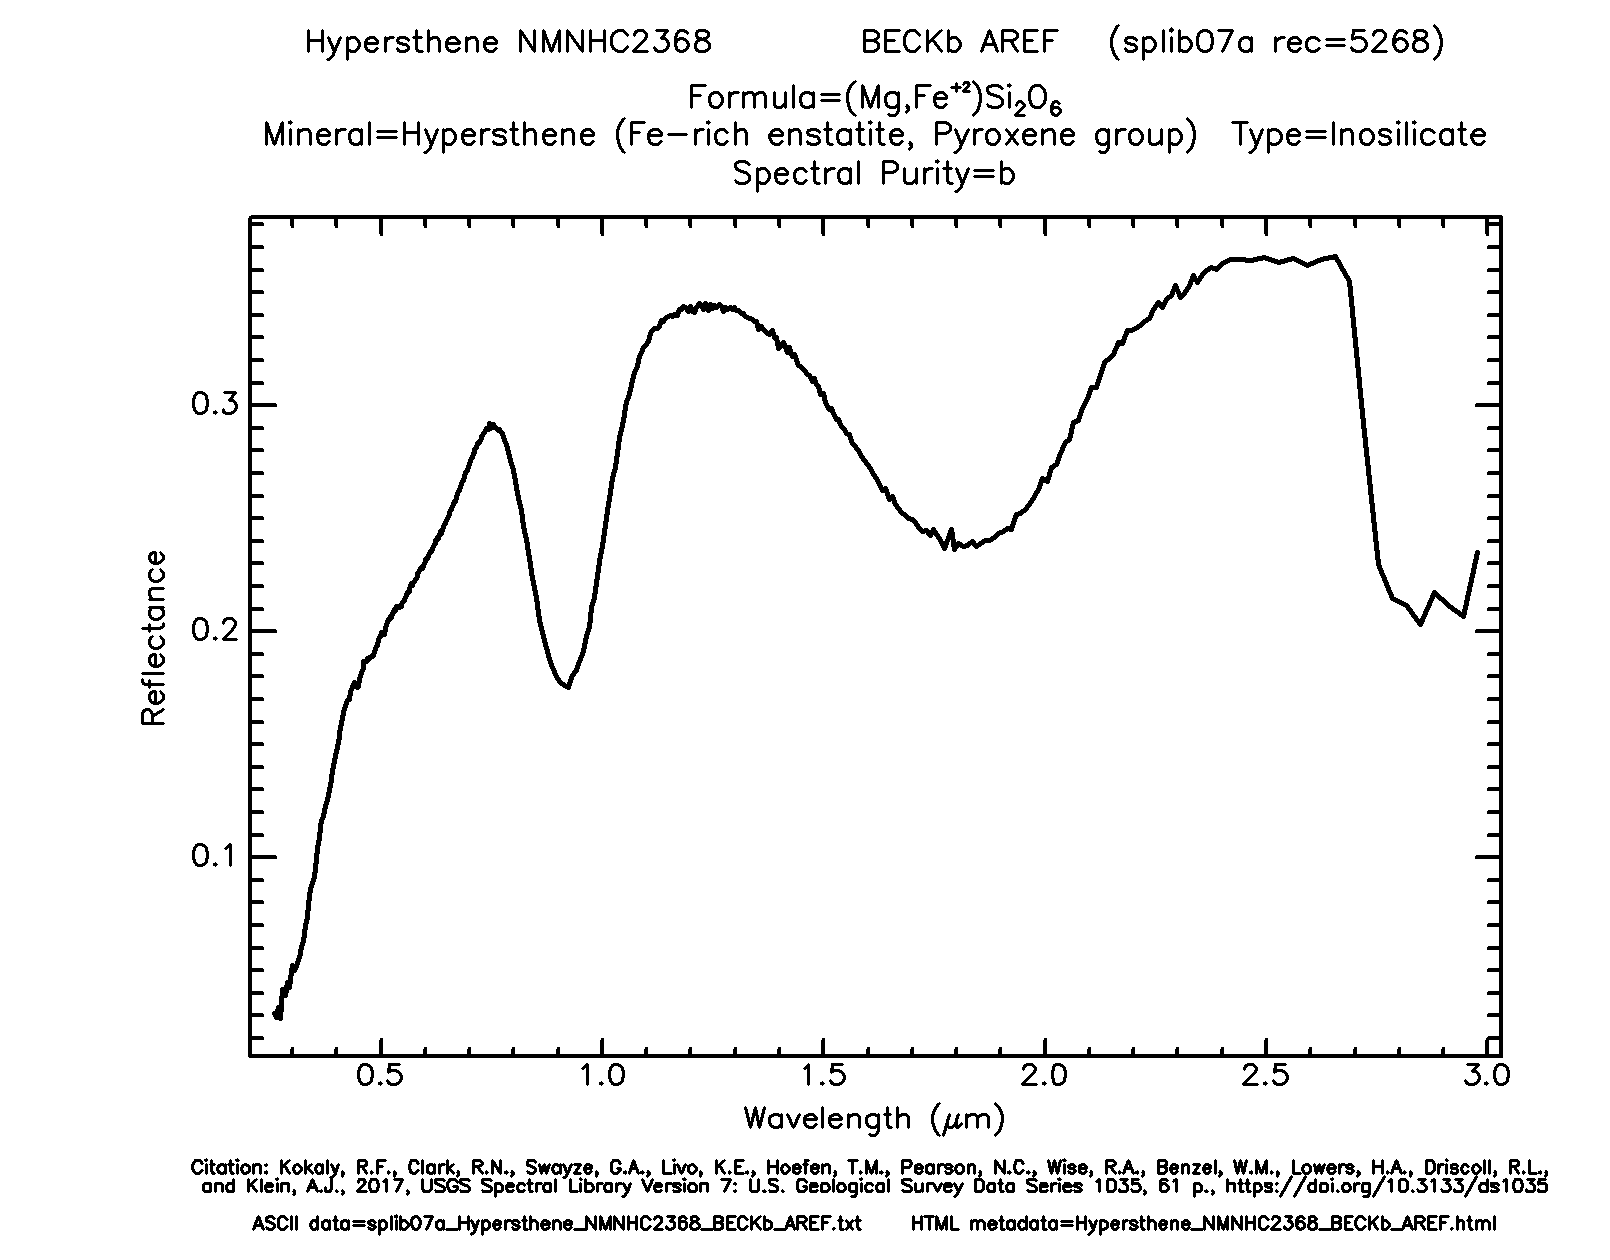 Hypersthene NMNHC2368 BECKb AREF (splib07a rec=5268)
Formula=(Mg,Fe⁺²)Si₂O₆
Mineral=Hypersthene (Fe-rich enstatite, Pyroxene group) Type=Inosilicate
Spectral Purity=b
0.3
0.2
0.1
Reflectance
0.5 1.0 1.5 2.0 2.5 3.0
Wavelength (μm)
Citation: Kokaly, R.F., Clark, R.N., Swayze, G.A., Livo, K.E., Hoefen, T.M., Pearson, N.C., Wise, R.A., Benzel, W.M., Lowers, H.A., Driscoll, R.L.,
and Klein, A.J., 2017, USGS Spectral Library Version 7: U.S. Geological Survey Data Series 1035, 61 p., https://doi.org/10.3133/ds1035
ASCII data=splib07a_Hypersthene_NMNHC2368_BECKb_AREF.txt HTML metadata=Hypersthene_NMNHC2368_BECKb_AREF.html